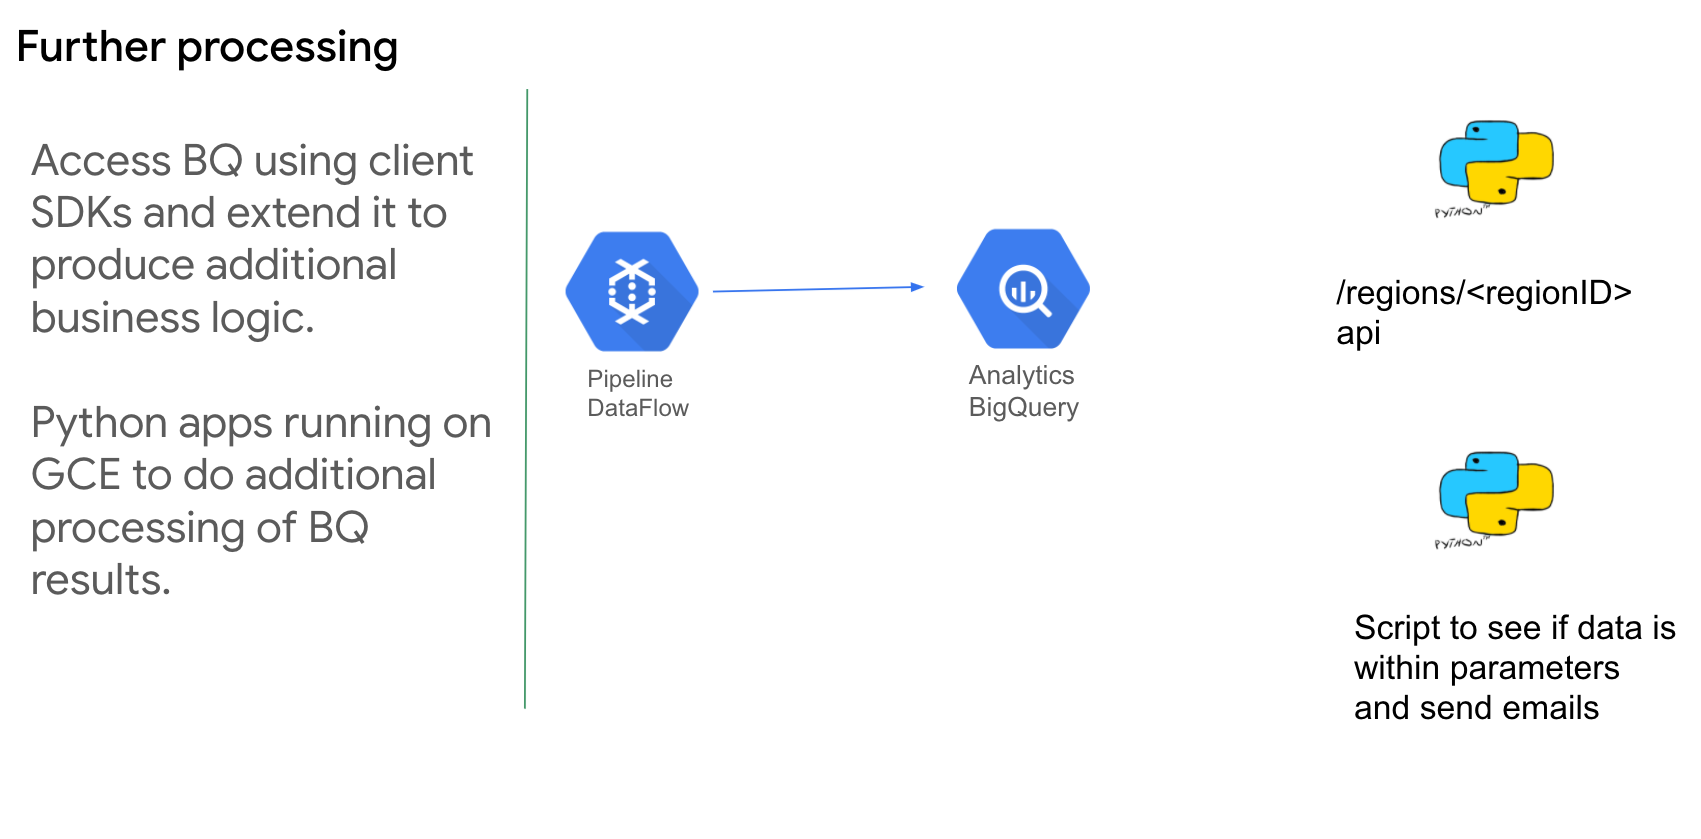 Further processing
Access BQ using client
SDKs and extend it to
produce additional
business logic.
Python apps running on
GCE to do additional
processing of BQ
results.
Pipeline
DataFlow
Analytics
BigQuery
PYTHON™
/regions/<regionID>
api
PYTHON™
Script to see if data is
within parameters
and send emails